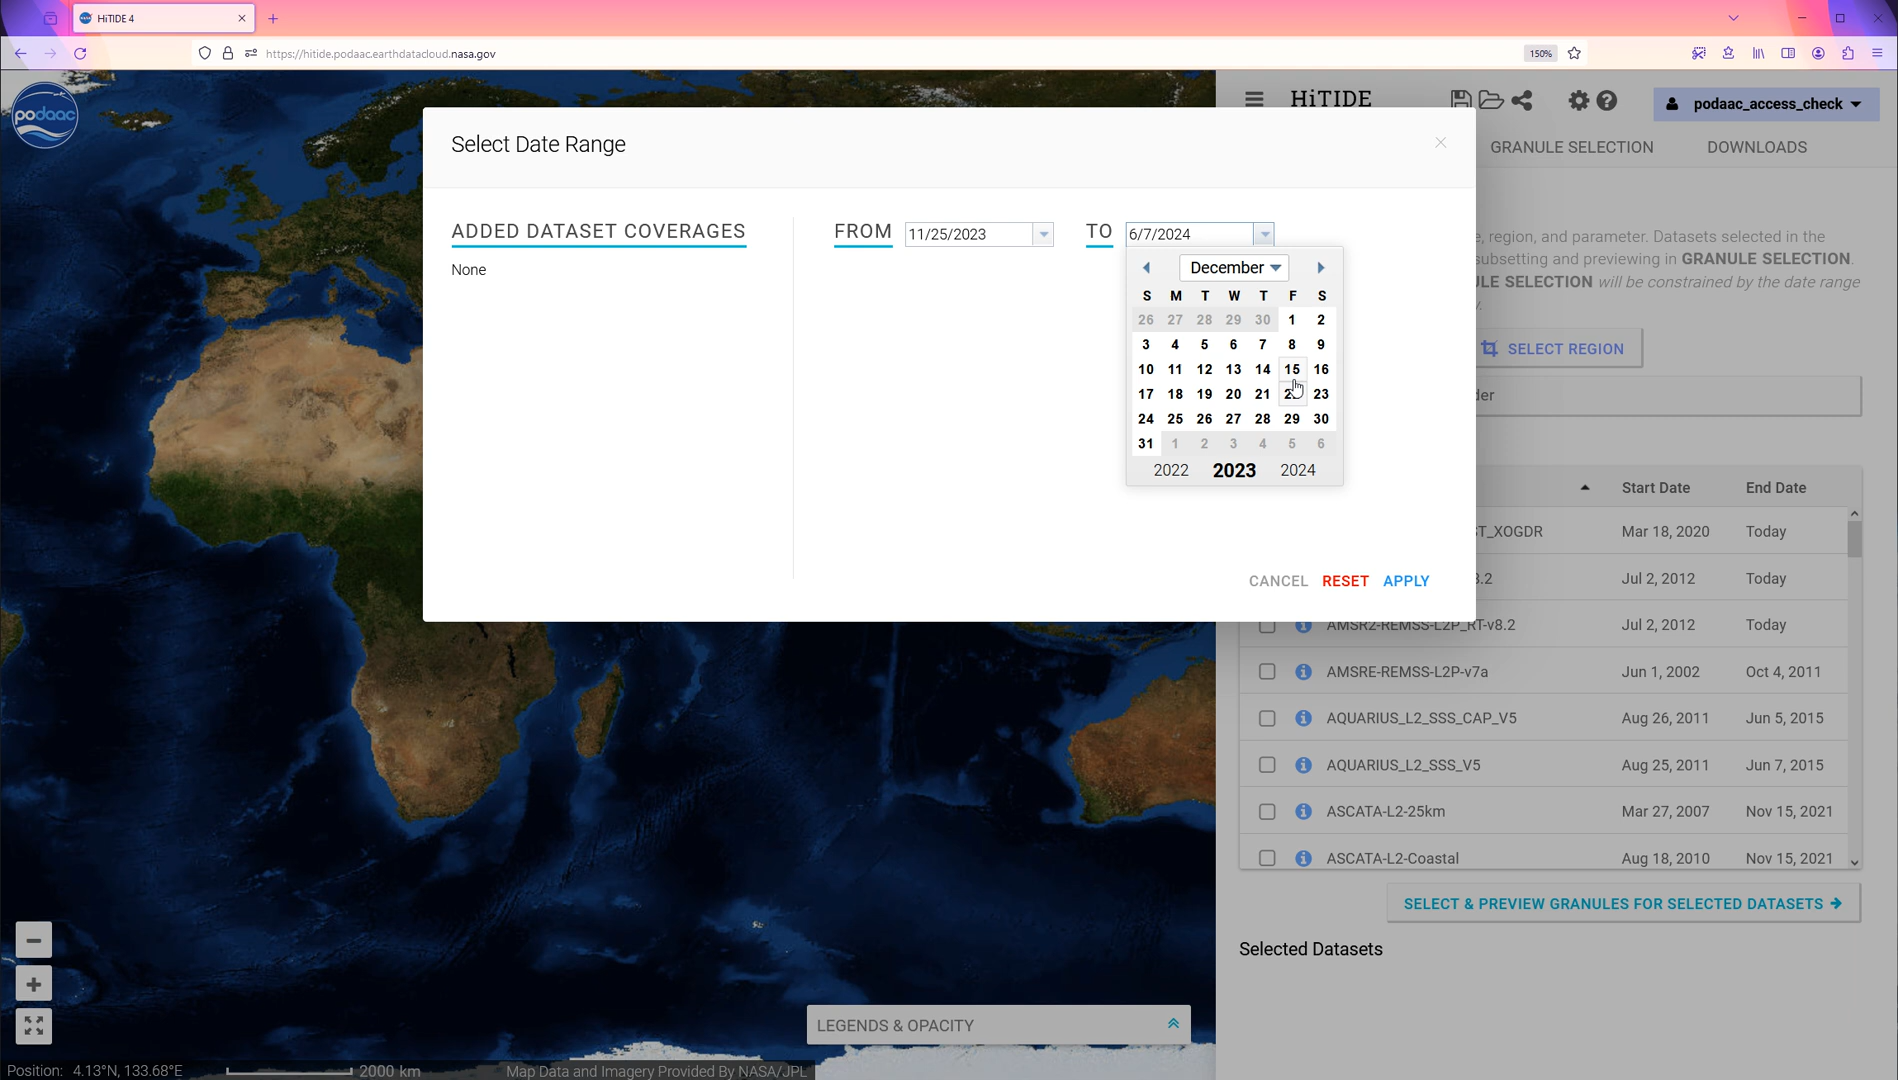 HiTIDE 4
https://hitide.podaac.earthdatacloud.nasa.gov
150%
podaac
HiTIDE
podaac_access_check
GRANULE SELECTION
DOWNLOADS
Select Date Range
ADDED DATASET COVERAGES
None
FROM 11/25/2023
TO 6/7/2024
December
S M T W T F S
26 27 28 29 30 1 2
3 4 5 6 7 8 9
10 11 12 13 14 15 16
17 18 19 20 21 23
24 25 26 27 28 29 30
31 1 2 3 4 5 6
2022 2023 2024
CANCEL RESET APPLY
e, region, and parameter. Datasets selected in the
subsetting and previewing in GRANULE SELECTION.
SELECTION will be constrained by the date range
SELECT REGION
der
Start Date End Date
T_XOGDR Mar 18, 2020 Today
3.2 Jul 2, 2012 Today
AMSR2-REMSS-L2P_RT-v8.2 Jul 2, 2012 Today
AMSRE-REMSS-L2P-v7a Jun 1, 2002 Oct 4, 2011
AQUARIUS_L2_SSS_CAP_V5 Aug 26, 2011 Jun 5, 2015
AQUARIUS_L2_SSS_V5 Aug 25, 2011 Jun 7, 2015
ASCATA-L2-25km Mar 27, 2007 Nov 15, 2021
ASCATA-L2-Coastal Aug 18, 2010 Nov 15, 2021
SELECT & PREVIEW GRANULES FOR SELECTED DATASETS
Selected Datasets
LEGENDS & OPACITY
Position: 4.13°N, 133.68°E
2000 km
Map Data and Imagery Provided By NASA/JPL